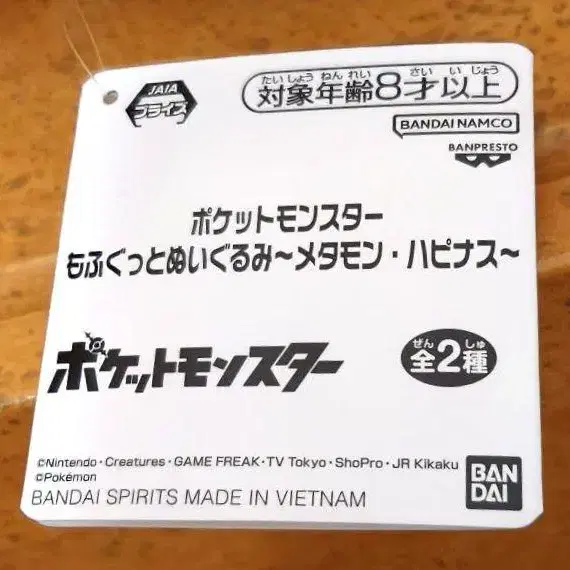 JAIA
プライズ
たいしょうねんれい さいいじょう
対象年齢8才以上
BANDAI NAMCO
BANPRESTO
ポケットモンスター
もふぐっとぬいぐるみ~メタモン・ハピナス~
ポケットモンスター
ぜん しゅ
全2種
©Nintendo・Creatures・GAME FREAK・TV Tokyo・ShoPro・JR Kikaku
©Pokémon
BANDAI SPIRITS MADE IN VIETNAM
BAN
DAI